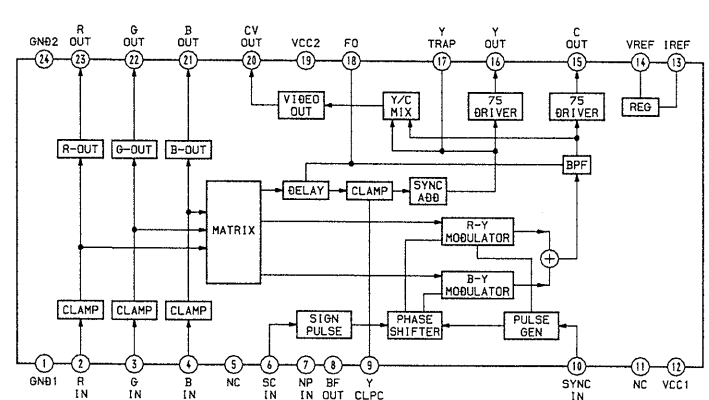 R G B CV Y Y C
GND2 OUT OUT OUT OUT VCC2 FO TRAP OUT OUT VREF IREF
24 23 22 21 20 19 18 17 16 15 14 13
VIDEO OUT
Y/C MIX
75 DRIVER
75 DRIVER
REG
R-OUT
G-OUT
B-OUT
BPF
MATRIX
DELAY
CLAMP
SYNC ADD
R-Y MODULATOR
+
B-Y MODULATOR
CLAMP
CLAMP
CLAMP
SIGN PULSE
PHASE SHIFTER
PULSE GEN
1 2 3 4 5 6 7 8 9 10 11 12
GND1 R G B NC SC NP BF Y SYNC NC VCC1
IN IN IN IN IN OUT CLPC IN